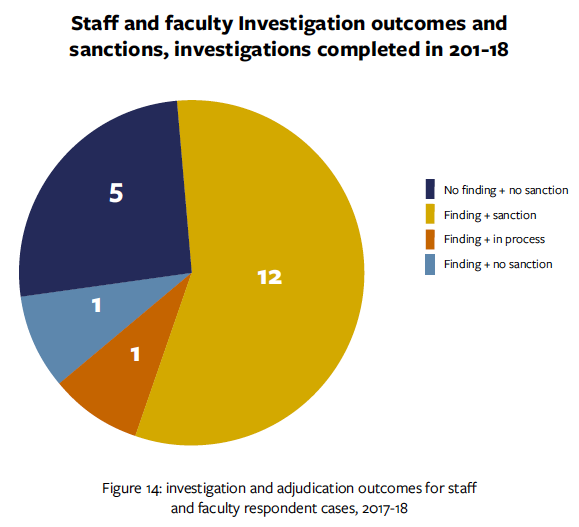 Staff and faculty Investigation outcomes and
sanctions, investigations completed in 201-18
5
12
1
1
No finding + no sanction
Finding + sanction
Finding + in process
Finding + no sanction
Figure 14: investigation and adjudication outcomes for staff
and faculty respondent cases, 2017-18